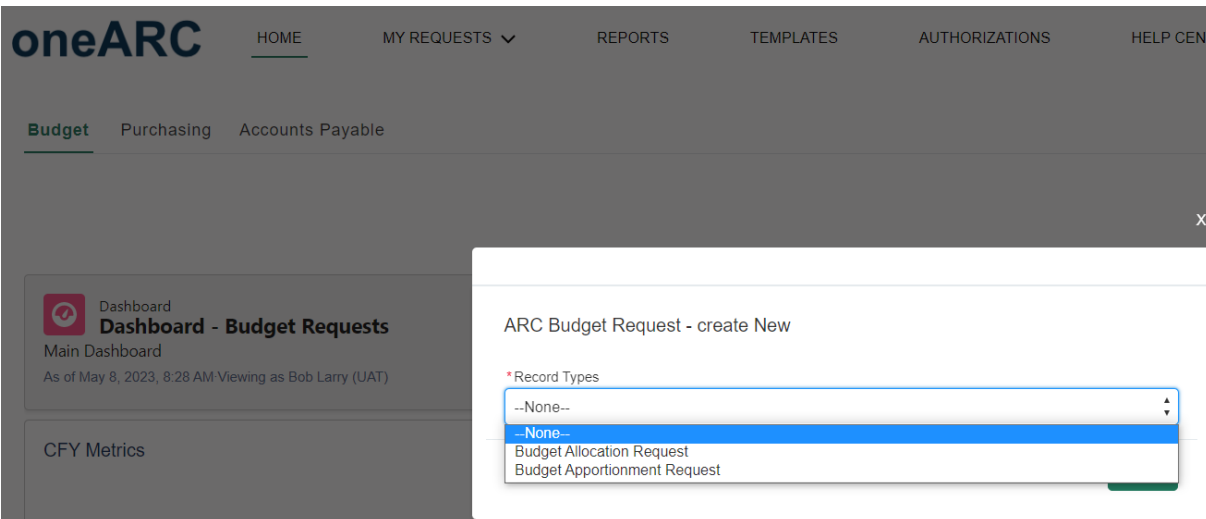 oneARC HOME MY REQUESTS REPORTS TEMPLATES AUTHORIZATIONS HELP CEN
Budget Purchasing Accounts Payable
x
Dashboard
Dashboard - Budget Requests
Main Dashboard
As of May 8, 2023, 8:28 AM·Viewing as Bob Larry (UAT)
CFY Metrics
ARC Budget Request - create New
*Record Types
--None--
--None--
Budget Allocation Request
Budget Apportionment Request